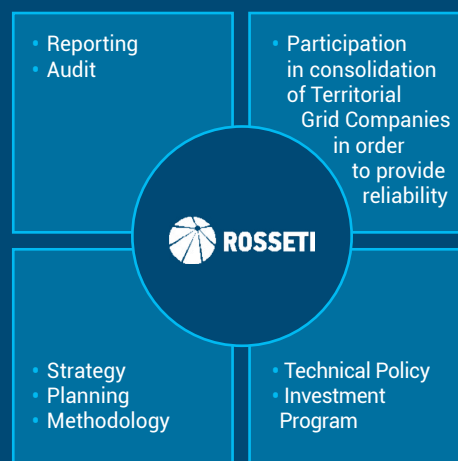 • Reporting
• Audit
• Participation
in consolidation
of Territorial
Grid Companies
in order
to provide
reliability
ROSSETI
• Strategy
• Planning
• Methodology
• Technical Policy
• Investment
Program